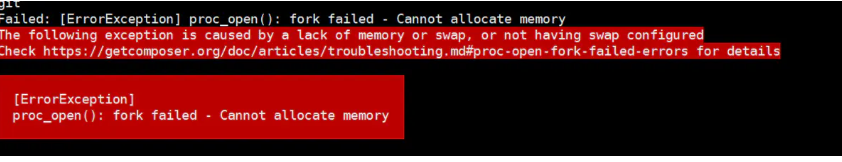 git
Failed: [ErrorException] proc_open(): fork failed - Cannot allocate memory
The following exception is caused by a lack of memory or swap, or not having swap configured
Check https://getcomposer.org/doc/articles/troubleshooting.md#proc-open-fork-failed-errors for details
[ErrorException]
proc_open(): fork failed - Cannot allocate memory